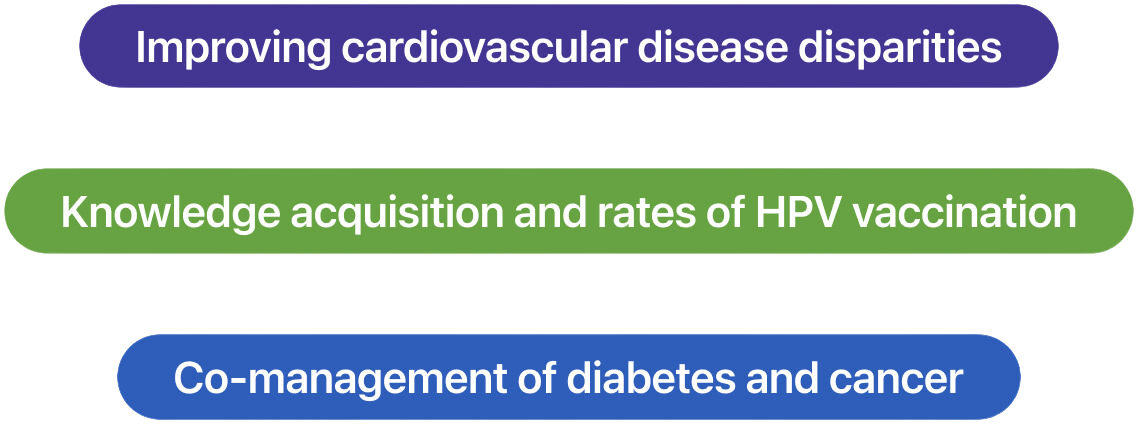 Improving cardiovascular disease disparities
Knowledge acquisition and rates of HPV vaccination
Co-management of diabetes and cancer